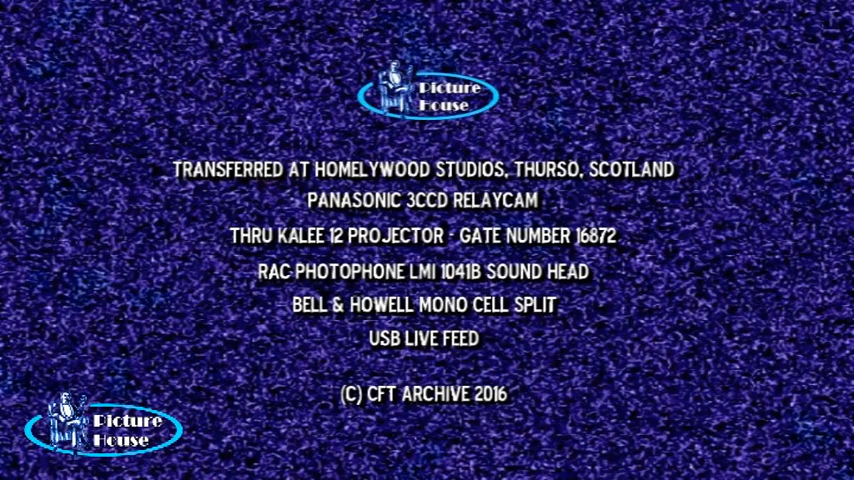 Picture
House
TRANSFERRED AT HOMELYWOOD STUDIOS, THURSO, SCOTLAND
PANASONIC 3CCD RELAYCAM
THRU KALEE 12 PROJECTOR - GATE NUMBER 16872
RAC PHOTOPHONE LMI 1041B SOUND HEAD
BELL & HOWELL MONO CELL SPLIT
USB LIVE FEED
(C) CFT ARCHIVE 2016
Picture
House